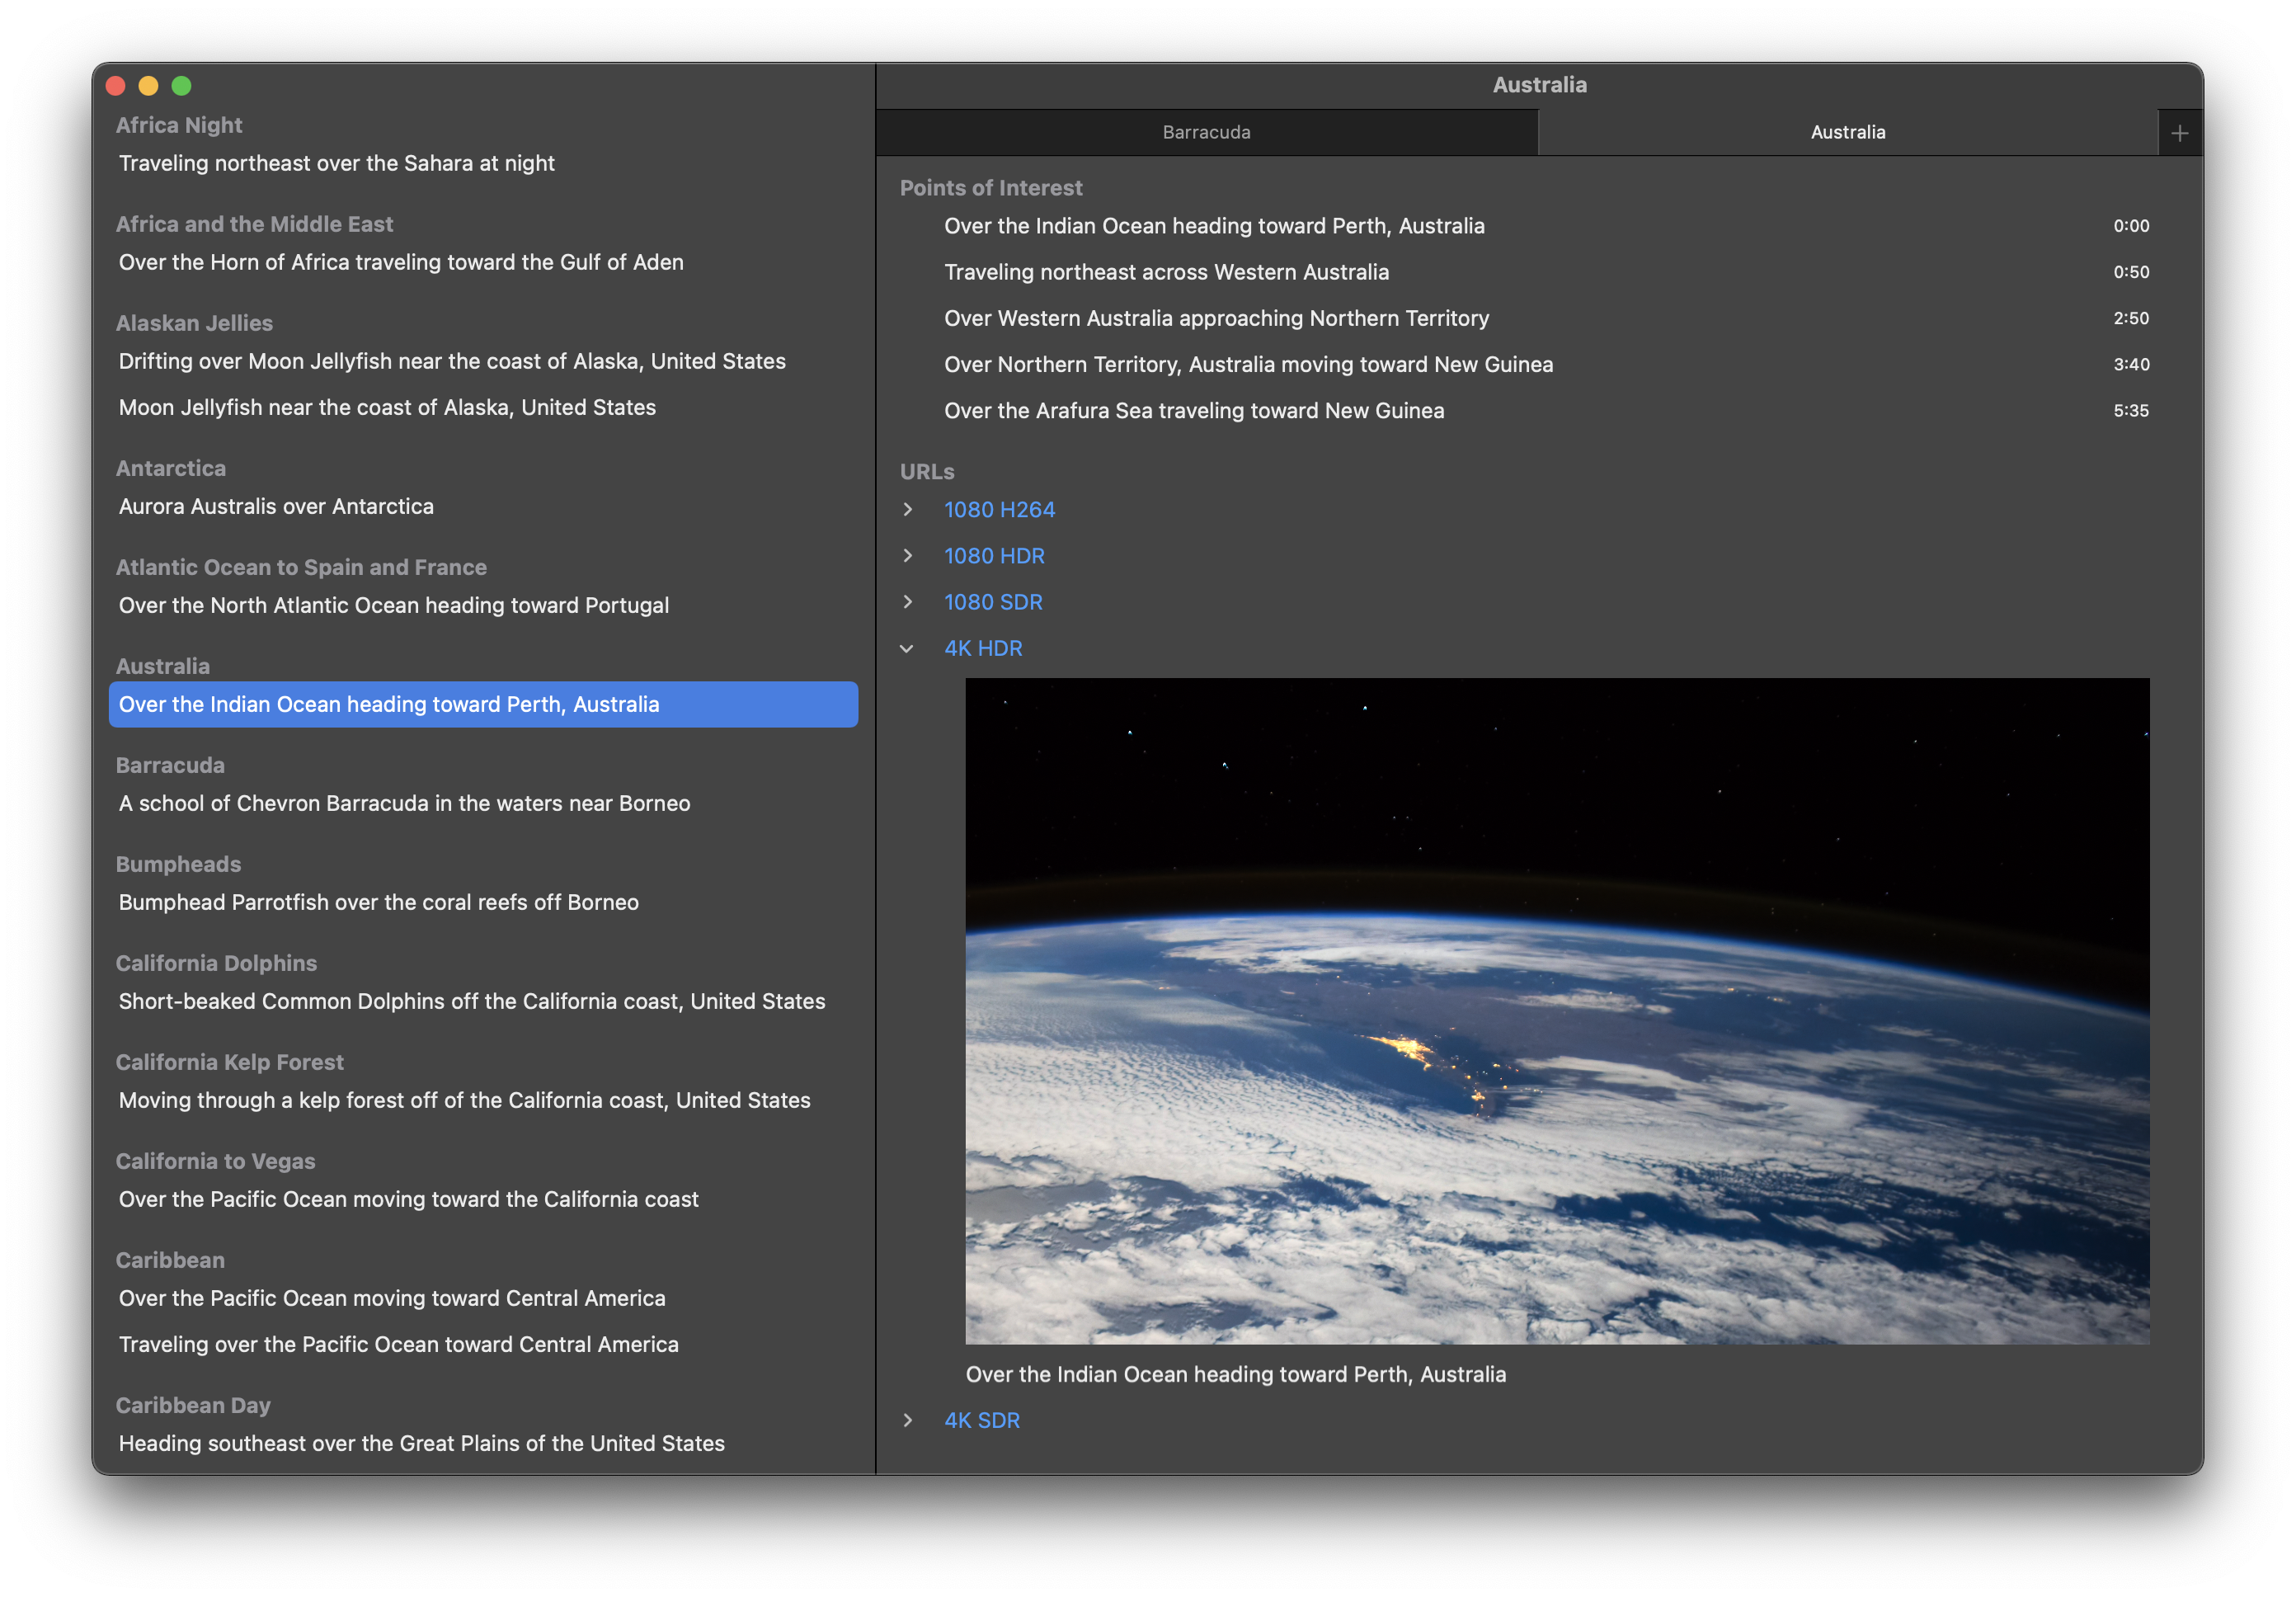 Africa Night
Traveling northeast over the Sahara at night
Africa and the Middle East
Over the Horn of Africa traveling toward the Gulf of Aden
Alaskan Jellies
Drifting over Moon Jellyfish near the coast of Alaska, United States
Moon Jellyfish near the coast of Alaska, United States
Antarctica
Aurora Australis over Antarctica
Atlantic Ocean to Spain and France
Over the North Atlantic Ocean heading toward Portugal
Australia
Over the Indian Ocean heading toward Perth, Australia
Barracuda
A school of Chevron Barracuda in the waters near Borneo
Bumpheads
Bumphead Parrotfish over the coral reefs off Borneo
California Dolphins
Short-beaked Common Dolphins off the California coast, United States
California Kelp Forest
Moving through a kelp forest off of the California coast, United States
California to Vegas
Over the Pacific Ocean moving toward the California coast
Caribbean
Over the Pacific Ocean moving toward Central America
Traveling over the Pacific Ocean toward Central America
Caribbean Day
Heading southeast over the Great Plains of the United States
Australia
Barracuda Australia +
Points of Interest
Over the Indian Ocean heading toward Perth, Australia 0:00
Traveling northeast across Western Australia 0:50
Over Western Australia approaching Northern Territory 2:50
Over Northern Territory, Australia moving toward New Guinea 3:40
Over the Arafura Sea traveling toward New Guinea 5:35
URLs
1080 H264
1080 HDR
1080 SDR
4K HDR
Over the Indian Ocean heading toward Perth, Australia
4K SDR